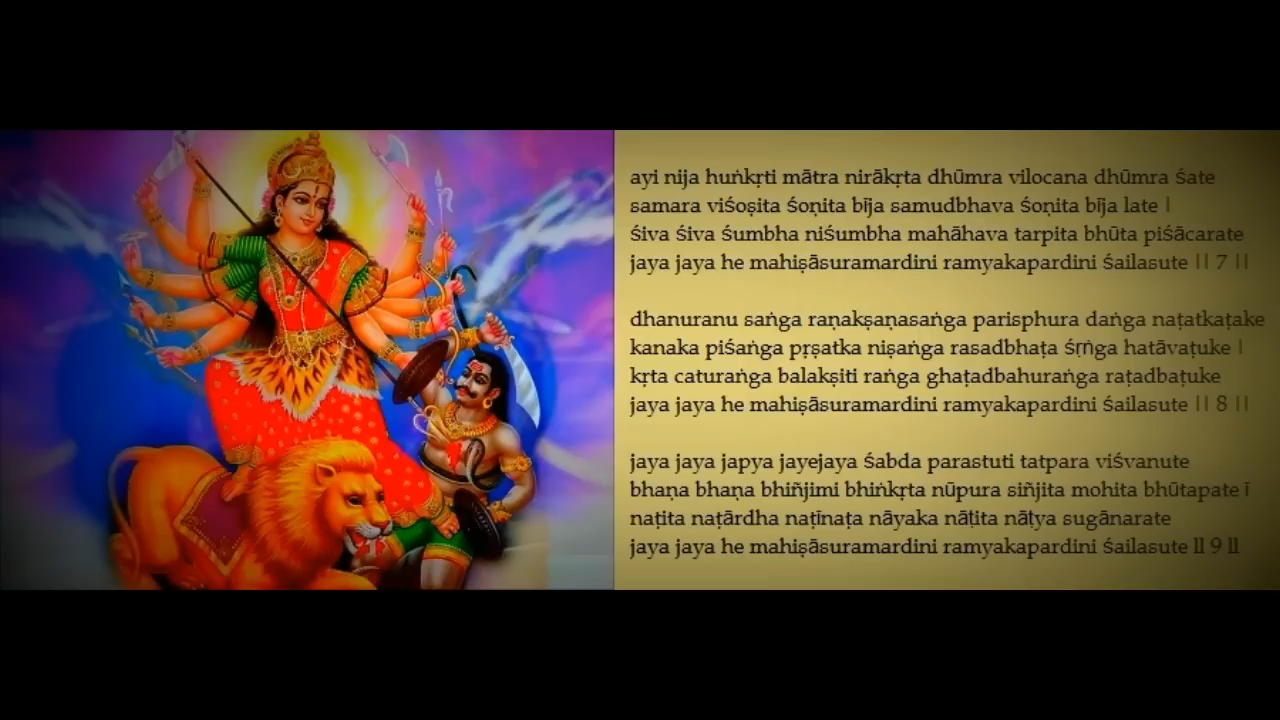 ayi nija huṅkṛti mātra nirākṛta dhūmra vilocana dhūmra śate
samara viśoṣita śoṇita bīja samudbhava śoṇita bīja late |
śiva śiva śumbha niśumbha mahāhava tarpita bhūta piśācarate
jaya jaya he mahiṣāsuramardini ramyakapardini śailasute || 7 ||
dhanuranu saṅga raṇakṣaṇasaṅga parisphura daṅga naṭatkaṭake
kanaka piśaṅga pṛṣatka niṣaṅga rasadbhaṭa śṛṅga hatāvaṭuke |
kṛta caturaṅga balakṣiti raṅga ghaṭadbahuraṅga raṭadbaṭuke
jaya jaya he mahiṣāsuramardini ramyakapardini śailasute || 8 ||
jaya jaya japya jayejaya śabda parastuti tatpara viśvanute
bhaṇa bhaṇa bhiñjimi bhiṅkṛta nūpura siñjita mohita bhūtapate ī
naṭita naṭārdha naṭīnaṭa nāyaka nāṭita nāṭya sugānarate
jaya jaya he mahiṣāsuramardini ramyakapardini śailasute ll 9 ll